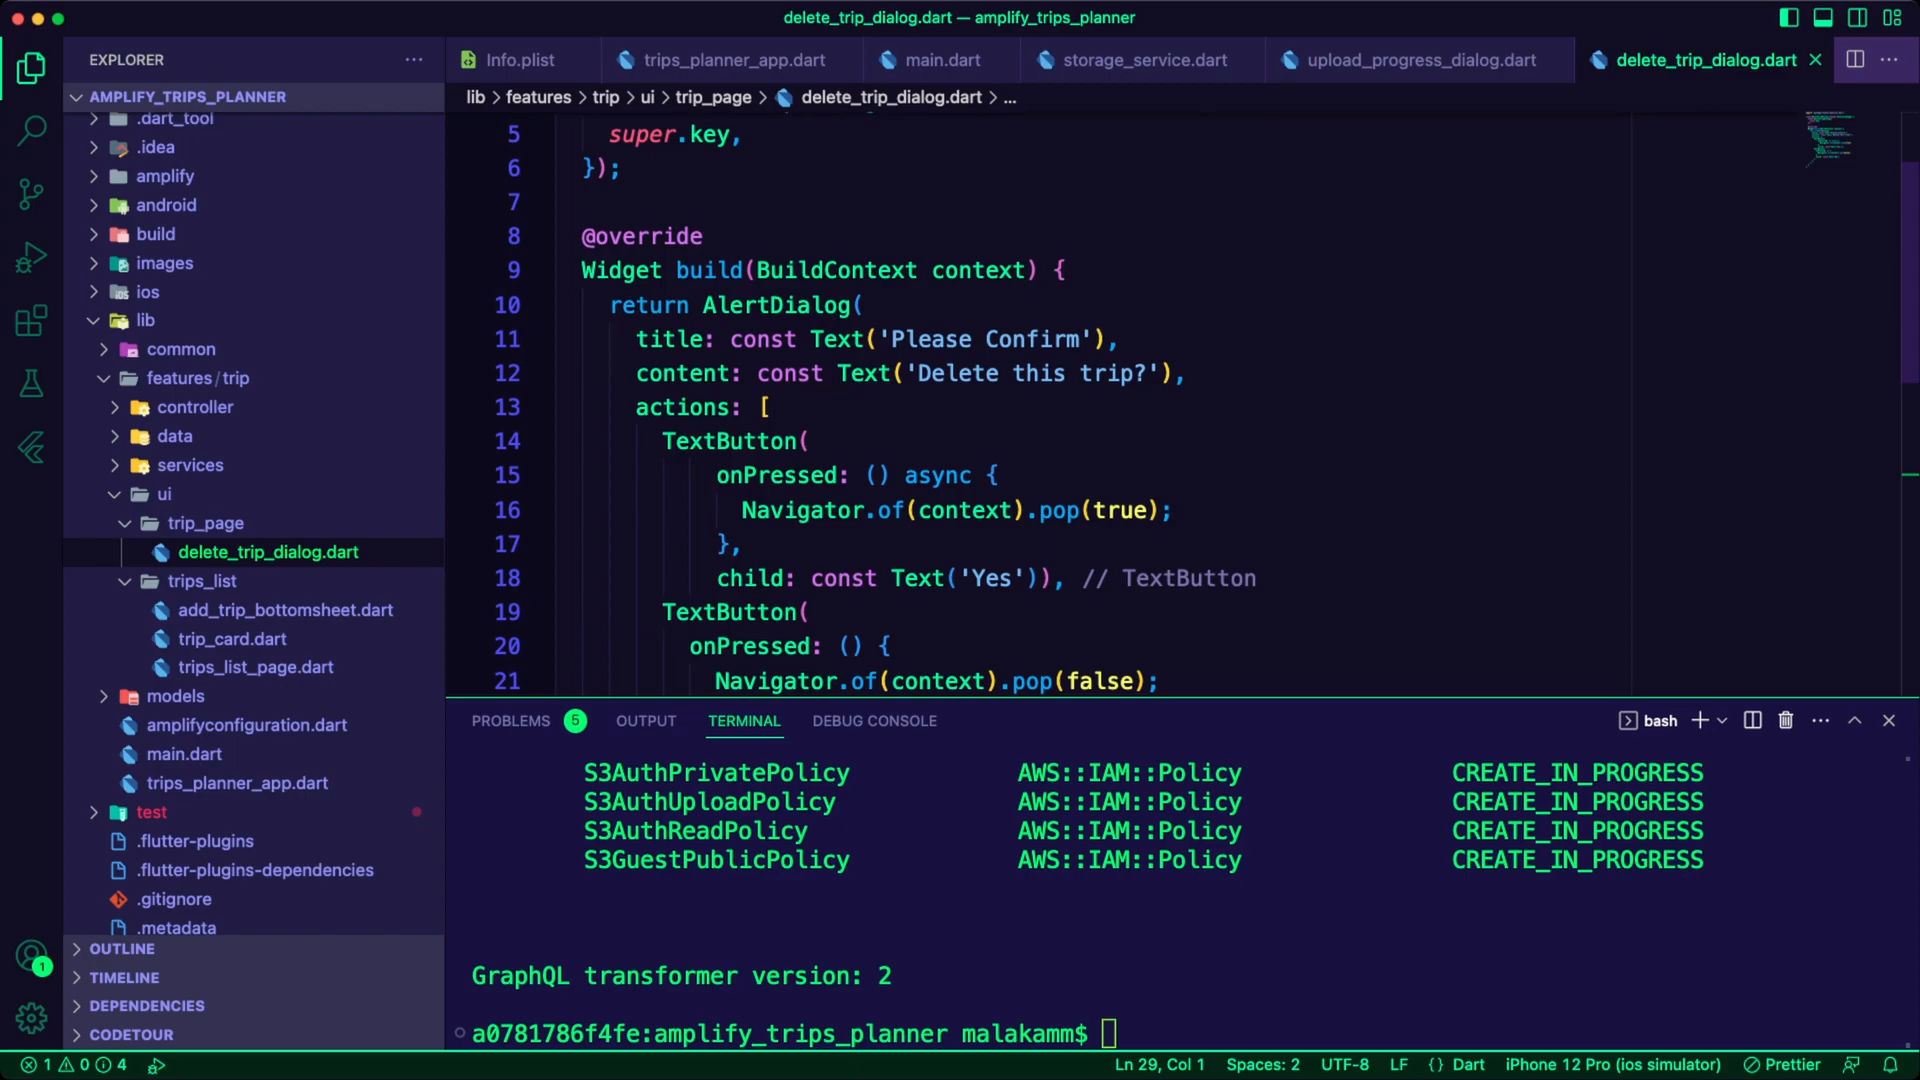 delete_trip_dialog.dart — amplify_trips_planner
EXPLORER
Info.plist
trips_planner_app.dart
main.dart
storage_service.dart
upload_progress_dialog.dart
delete_trip_dialog.dart
AMPLIFY_TRIPS_PLANNER
lib > features > trip > ui > trip_page > delete_trip_dialog.dart > ...
.dart_tool
.idea
amplify
android
build
images
ios
lib
common
features/trip
controller
data
services
ui
trip_page
delete_trip_dialog.dart
trips_list
add_trip_bottomsheet.dart
trip_card.dart
trips_list_page.dart
models
amplifyconfiguration.dart
main.dart
trips_planner_app.dart
test
.flutter-plugins
.flutter-plugins-dependencies
.gitignore
.metadata
OUTLINE
TIMELINE
DEPENDENCIES
CODETOUR
5 super.key,
6 });
7
8 @override
9 Widget build(BuildContext context) {
10 return AlertDialog(
11 title: const Text('Please Confirm'),
12 content: const Text('Delete this trip?'),
13 actions: [
14 TextButton(
15 onPressed: () async {
16 Navigator.of(context).pop(true);
17 },
18 child: const Text('Yes')), // TextButton
19 TextButton(
20 onPressed: () {
21 Navigator.of(context).pop(false);
PROBLEMS 5 OUTPUT TERMINAL DEBUG CONSOLE
bash
S3AuthPrivatePolicy AWS::IAM::Policy CREATE_IN_PROGRESS
S3AuthUploadPolicy AWS::IAM::Policy CREATE_IN_PROGRESS
S3AuthReadPolicy AWS::IAM::Policy CREATE_IN_PROGRESS
S3GuestPublicPolicy AWS::IAM::Policy CREATE_IN_PROGRESS
GraphQL transformer version: 2
a0781786f4fe:amplify_trips_planner malakamm$
1
1 0 4
Ln 29, Col 1 Spaces: 2 UTF-8 LF {} Dart iPhone 12 Pro (ios simulator) Prettier